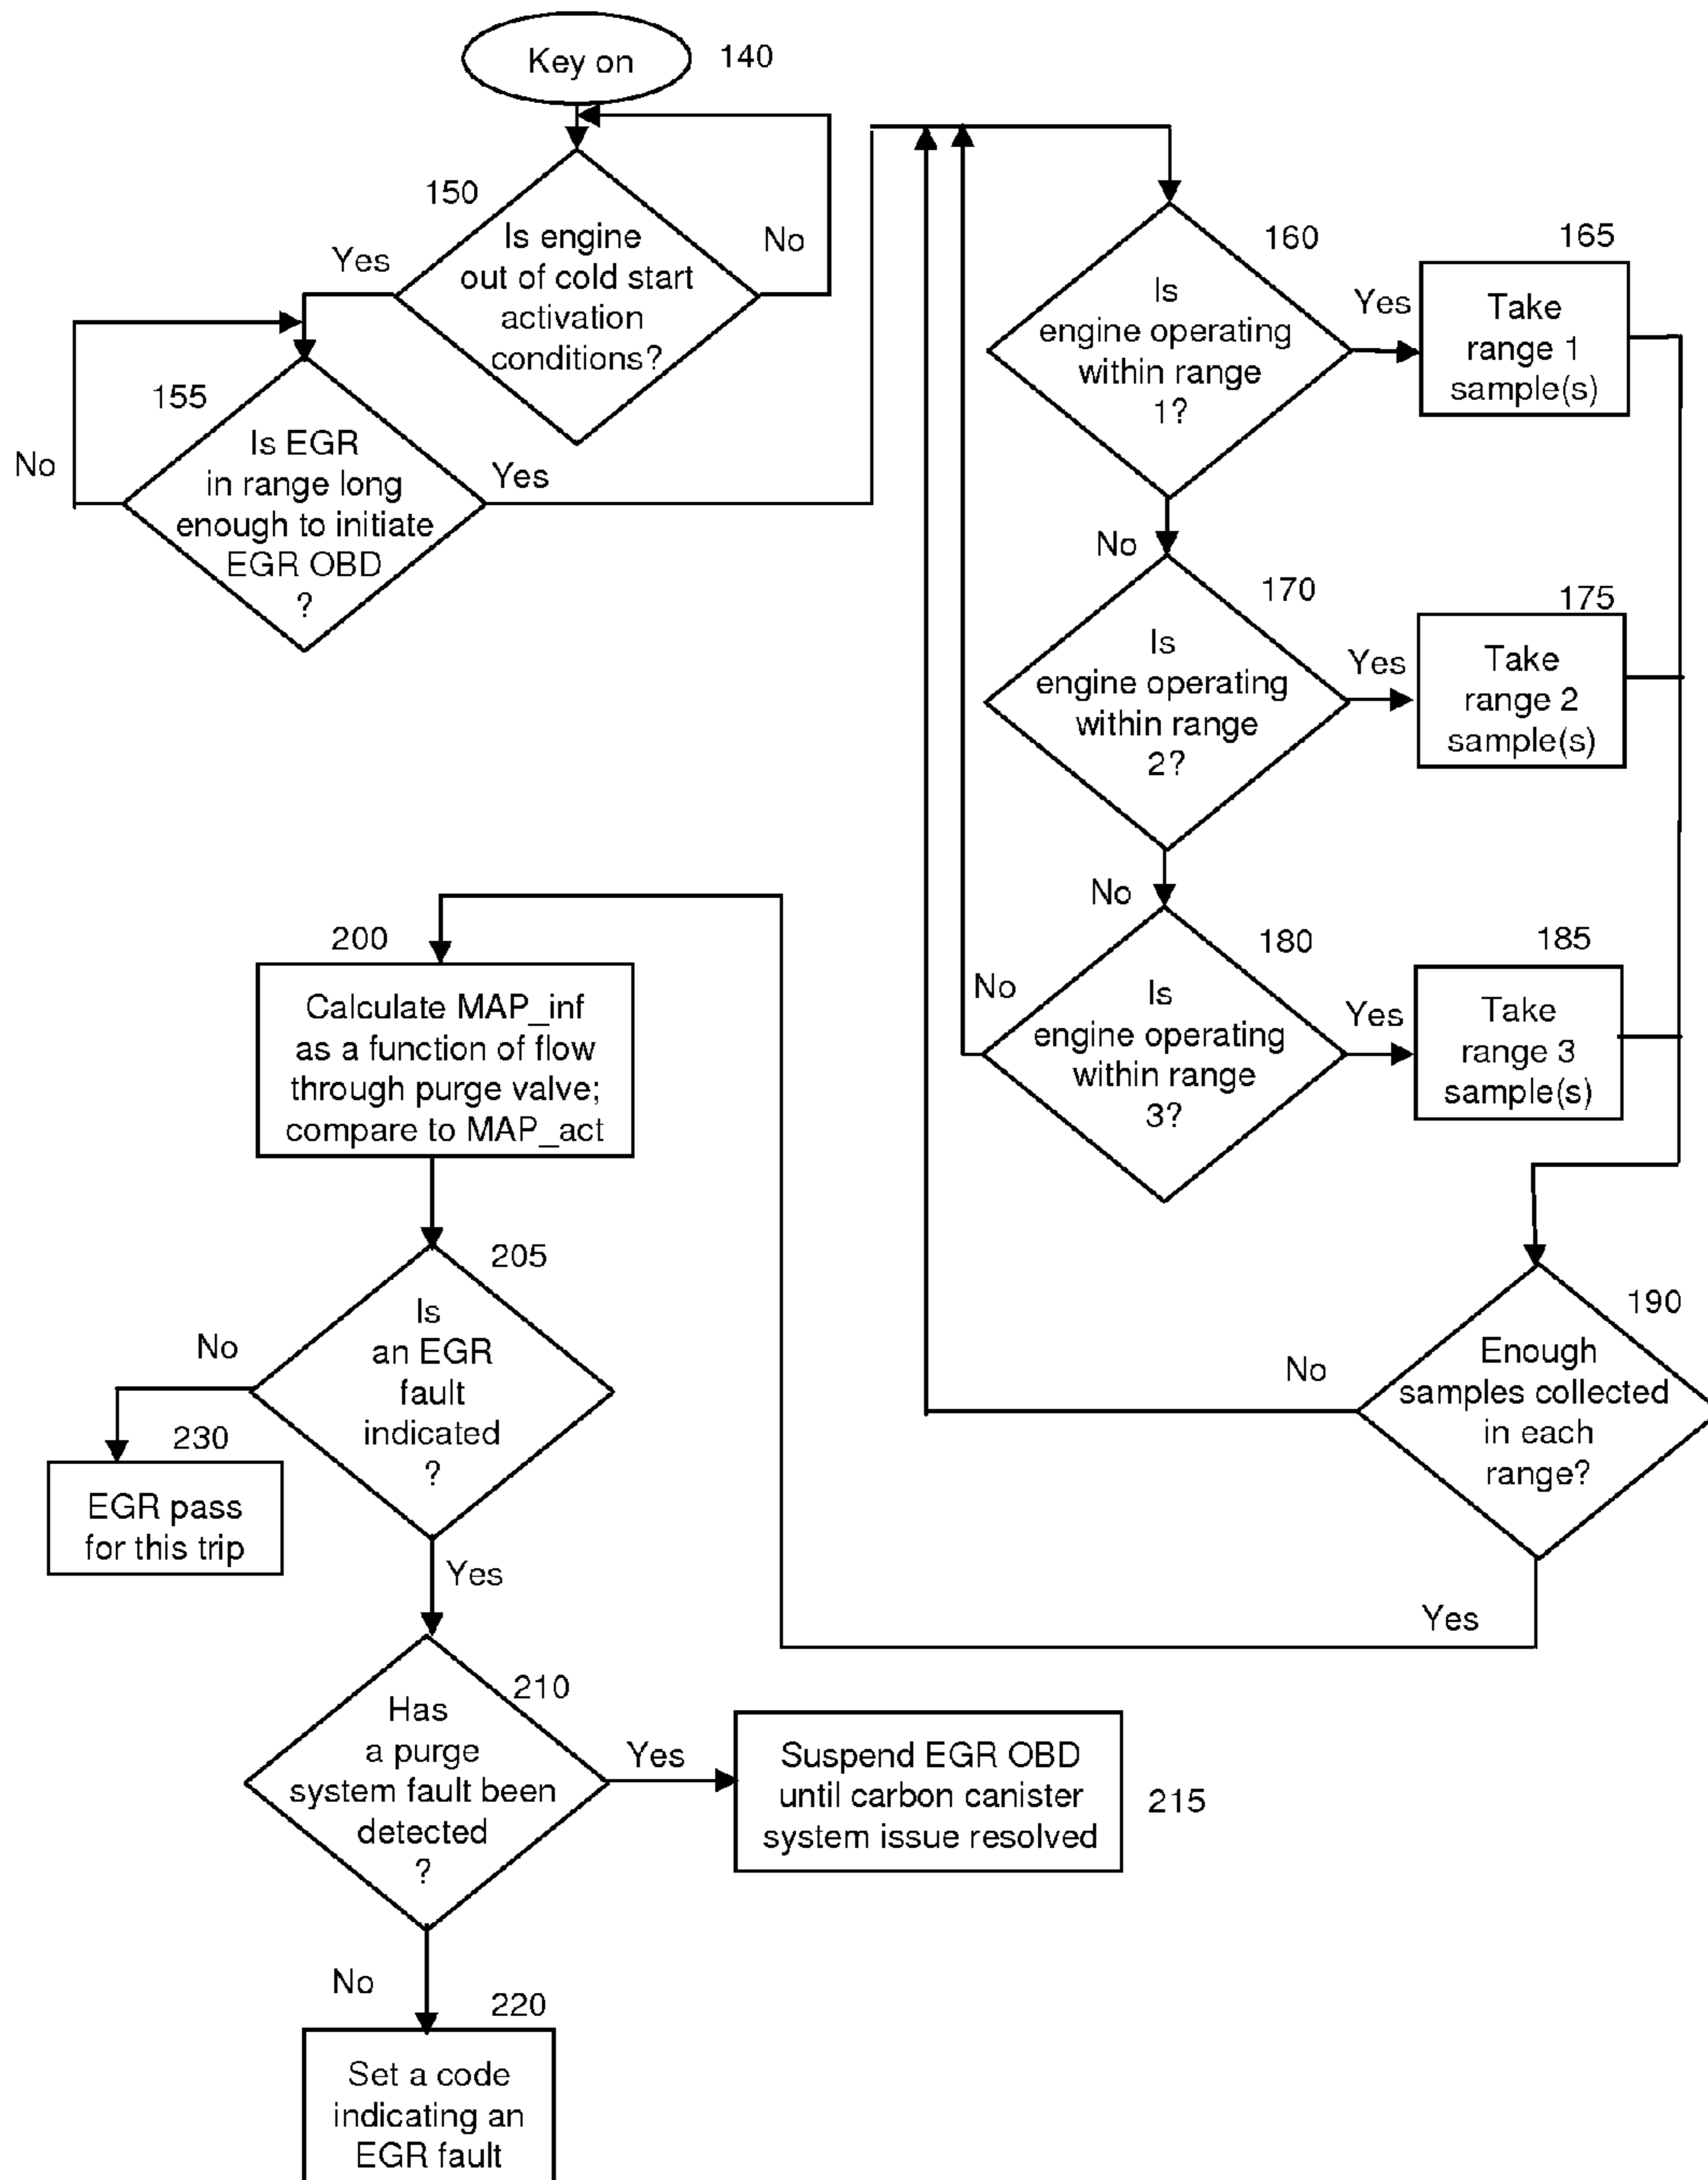 Key on
140
150
Is engine
out of cold start
activation
conditions?
Yes
No
155
Is EGR
in range long
enough to initiate
EGR OBD
?
No
Yes
160
Is
engine operating
within range
1?
Yes
165
Take
range 1
sample(s)
No
170
Is
engine operating
within range
2?
Yes
175
Take
range 2
sample(s)
No
180
Is
engine operating
within range
3?
No
Yes
185
Take
range 3
sample(s)
190
Enough
samples collected
in each
range?
No
Yes
200
Calculate MAP_inf
as a function of flow
through purge valve;
compare to MAP_act
205
Is
an EGR
fault
indicated
?
No
230
EGR pass
for this trip
Yes
210
Has
a purge
system fault been
detected
?
Yes
Suspend EGR OBD
until carbon canister
system issue resolved
215
No
220
Set a code
indicating an
EGR fault